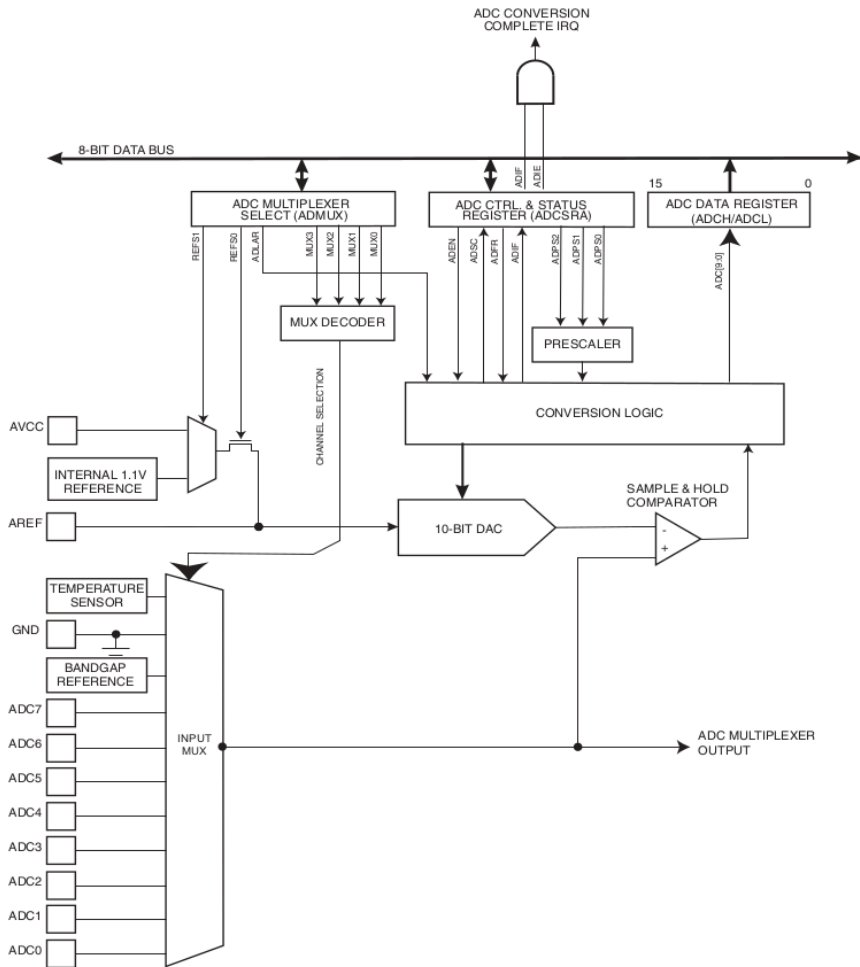 ADC CONVERSION
COMPLETE IRQ
8-BIT DATA BUS
ADIF
ADIE
15
0
ADC MULTIPLEXER
SELECT (ADMUX)
ADC CTRL. & STATUS
REGISTER (ADCSRA)
ADC DATA REGISTER
(ADCH/ADCL)
REFS1
REFS0
ADLAR
MUX3
MUX2
MUX1
MUX0
ADEN
ADSC
ADFR
ADIF
ADPS2
ADPS1
ADPS0
ADC[9:0]
MUX DECODER
PRESCALER
CHANNEL SELECTION
CONVERSION LOGIC
AVCC
INTERNAL 1.1V
REFERENCE
SAMPLE & HOLD
COMPARATOR
AREF
10-BIT DAC
-
+
TEMPERATURE
SENSOR
GND
BANDGAP
REFERENCE
ADC7
ADC6
ADC5
ADC4
ADC3
ADC2
ADC1
ADC0
INPUT
MUX
ADC MULTIPLEXER
OUTPUT